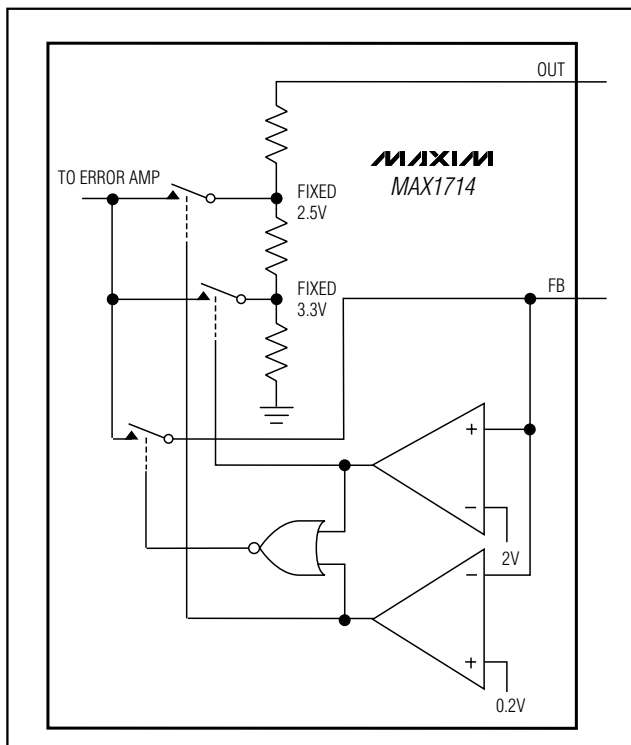 OUT
MAXIM
MAX1714
TO ERROR AMP
FIXED
2.5V
FIXED
3.3V
FB
+
−
2V
−
+
0.2V